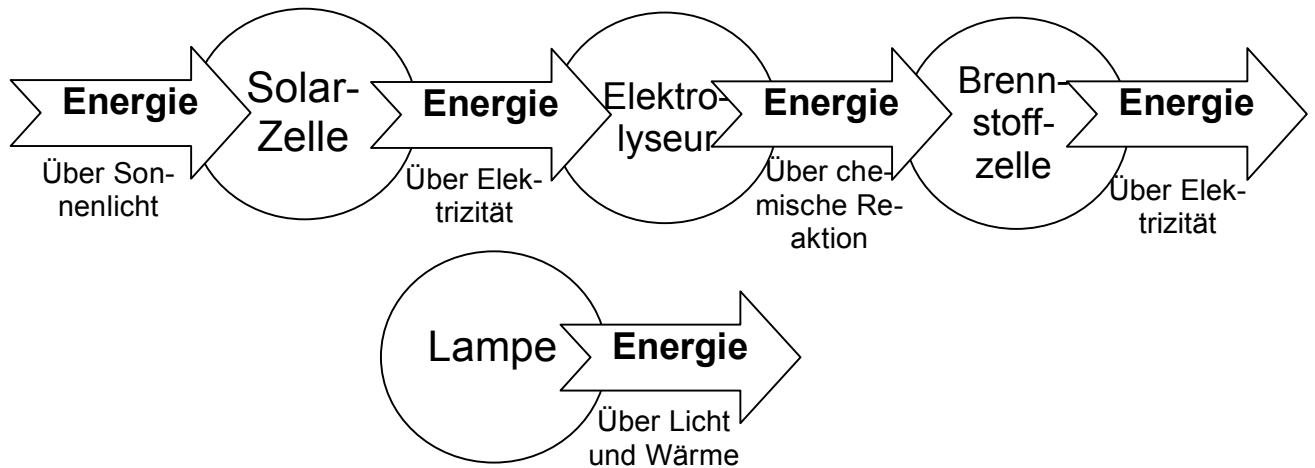 Energie
Über Son-
nenlicht
Solar-
Zelle
Energie
Über Elek-
trizität
Elektro-
lyseur
Energie
Über che-
mische Re-
aktion
Brenn-
stoff-
zelle
Energie
Über Elek-
trizität
Lampe
Energie
Über Licht
und Wärme